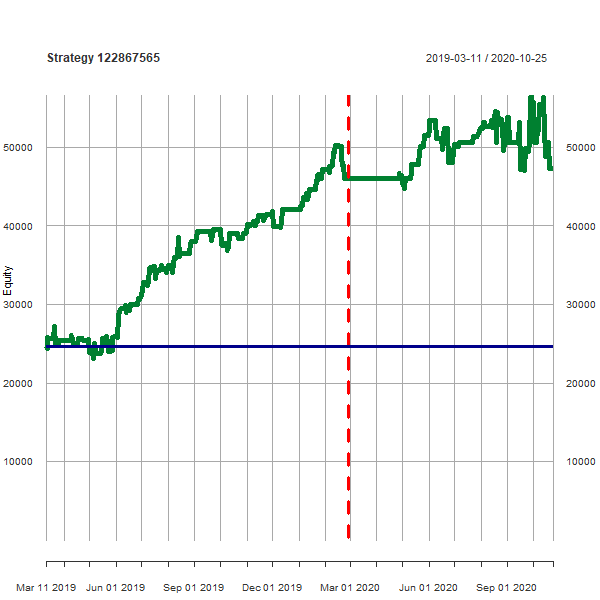 Strategy 122867565
2019-03-11 / 2020-10-25
50000
50000
40000
40000
Equity
30000
30000
20000
20000
10000
10000
Mar 11 2019
Jun 01 2019
Sep 01 2019
Dec 01 2019
Mar 01 2020
Jun 01 2020
Sep 01 2020